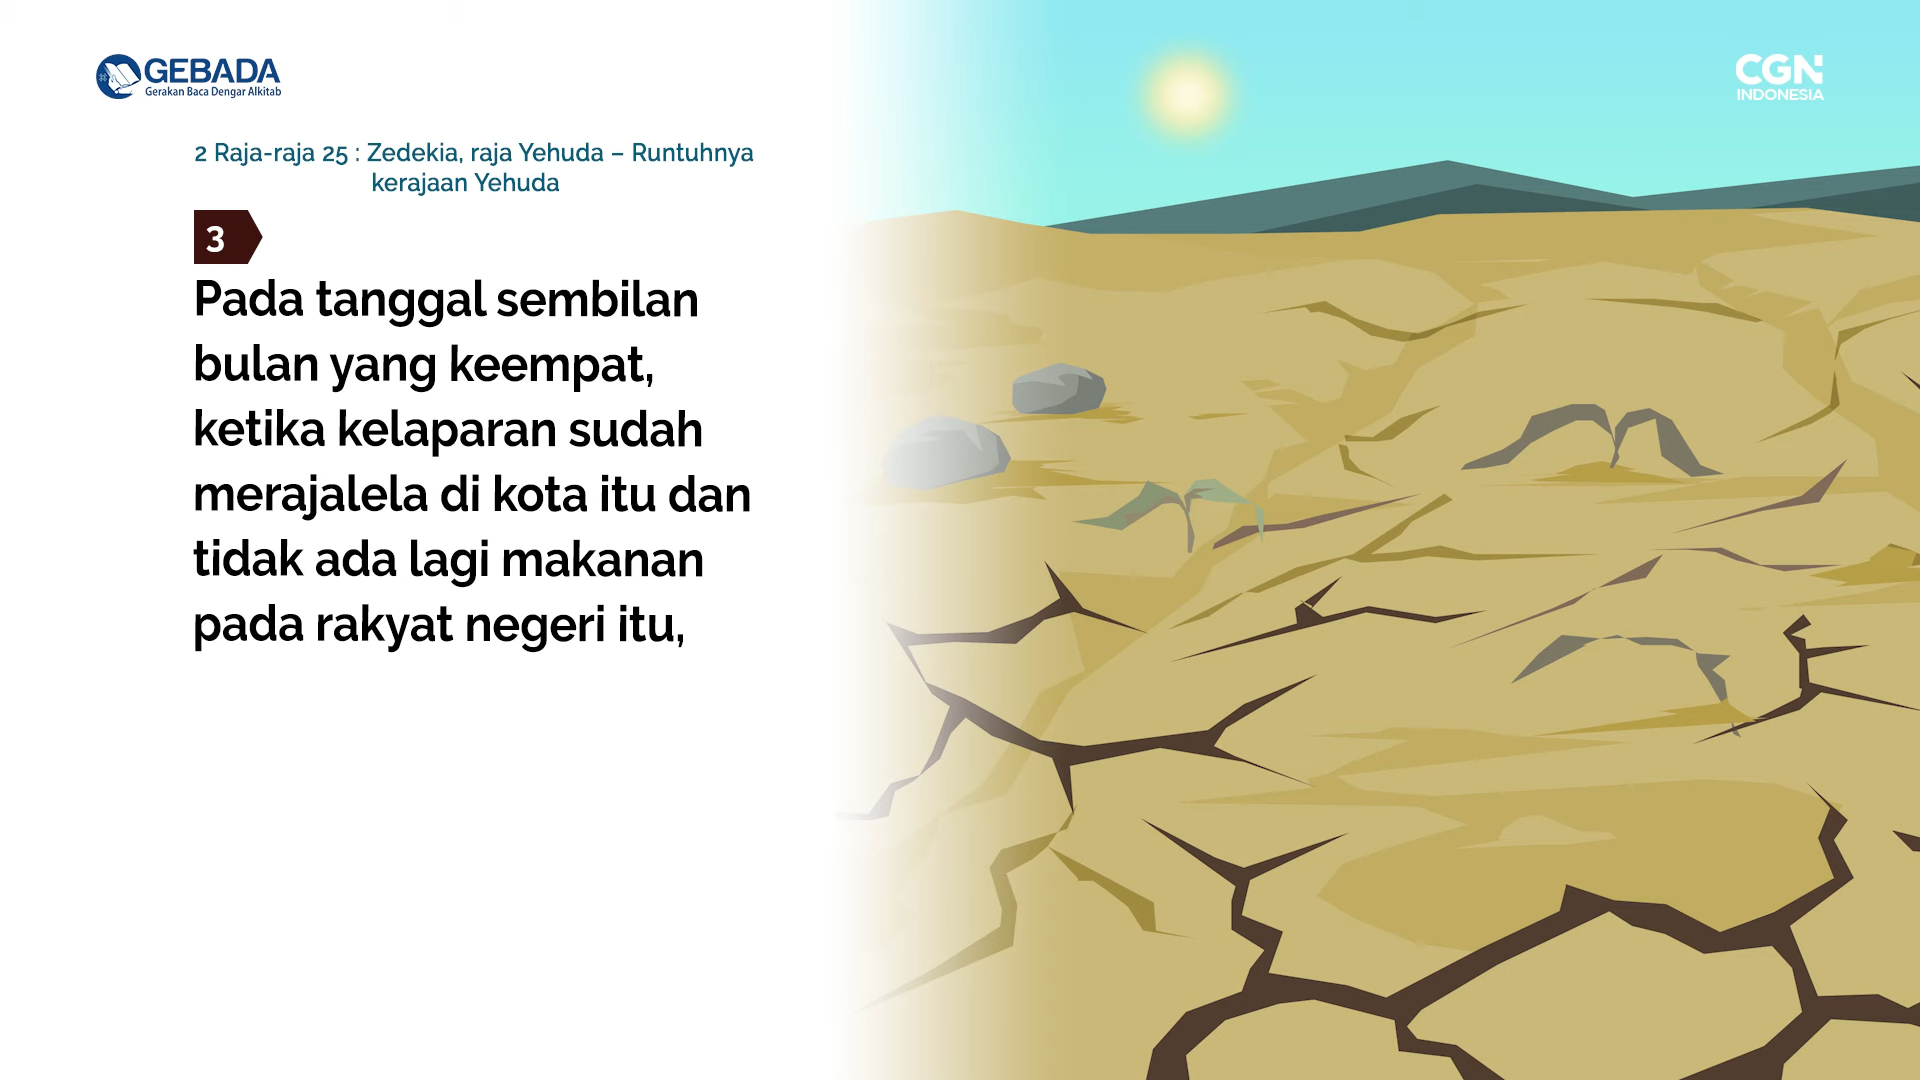 GEBADA
Gerakan Baca Dengar Alkitab
CGN
INDONESIA
2 Raja-raja 25 : Zedekia, raja Yehuda – Runtuhnya
kerajaan Yehuda
3
Pada tanggal sembilan
bulan yang keempat,
ketika kelaparan sudah
merajalela di kota itu dan
tidak ada lagi makanan
pada rakyat negeri itu,